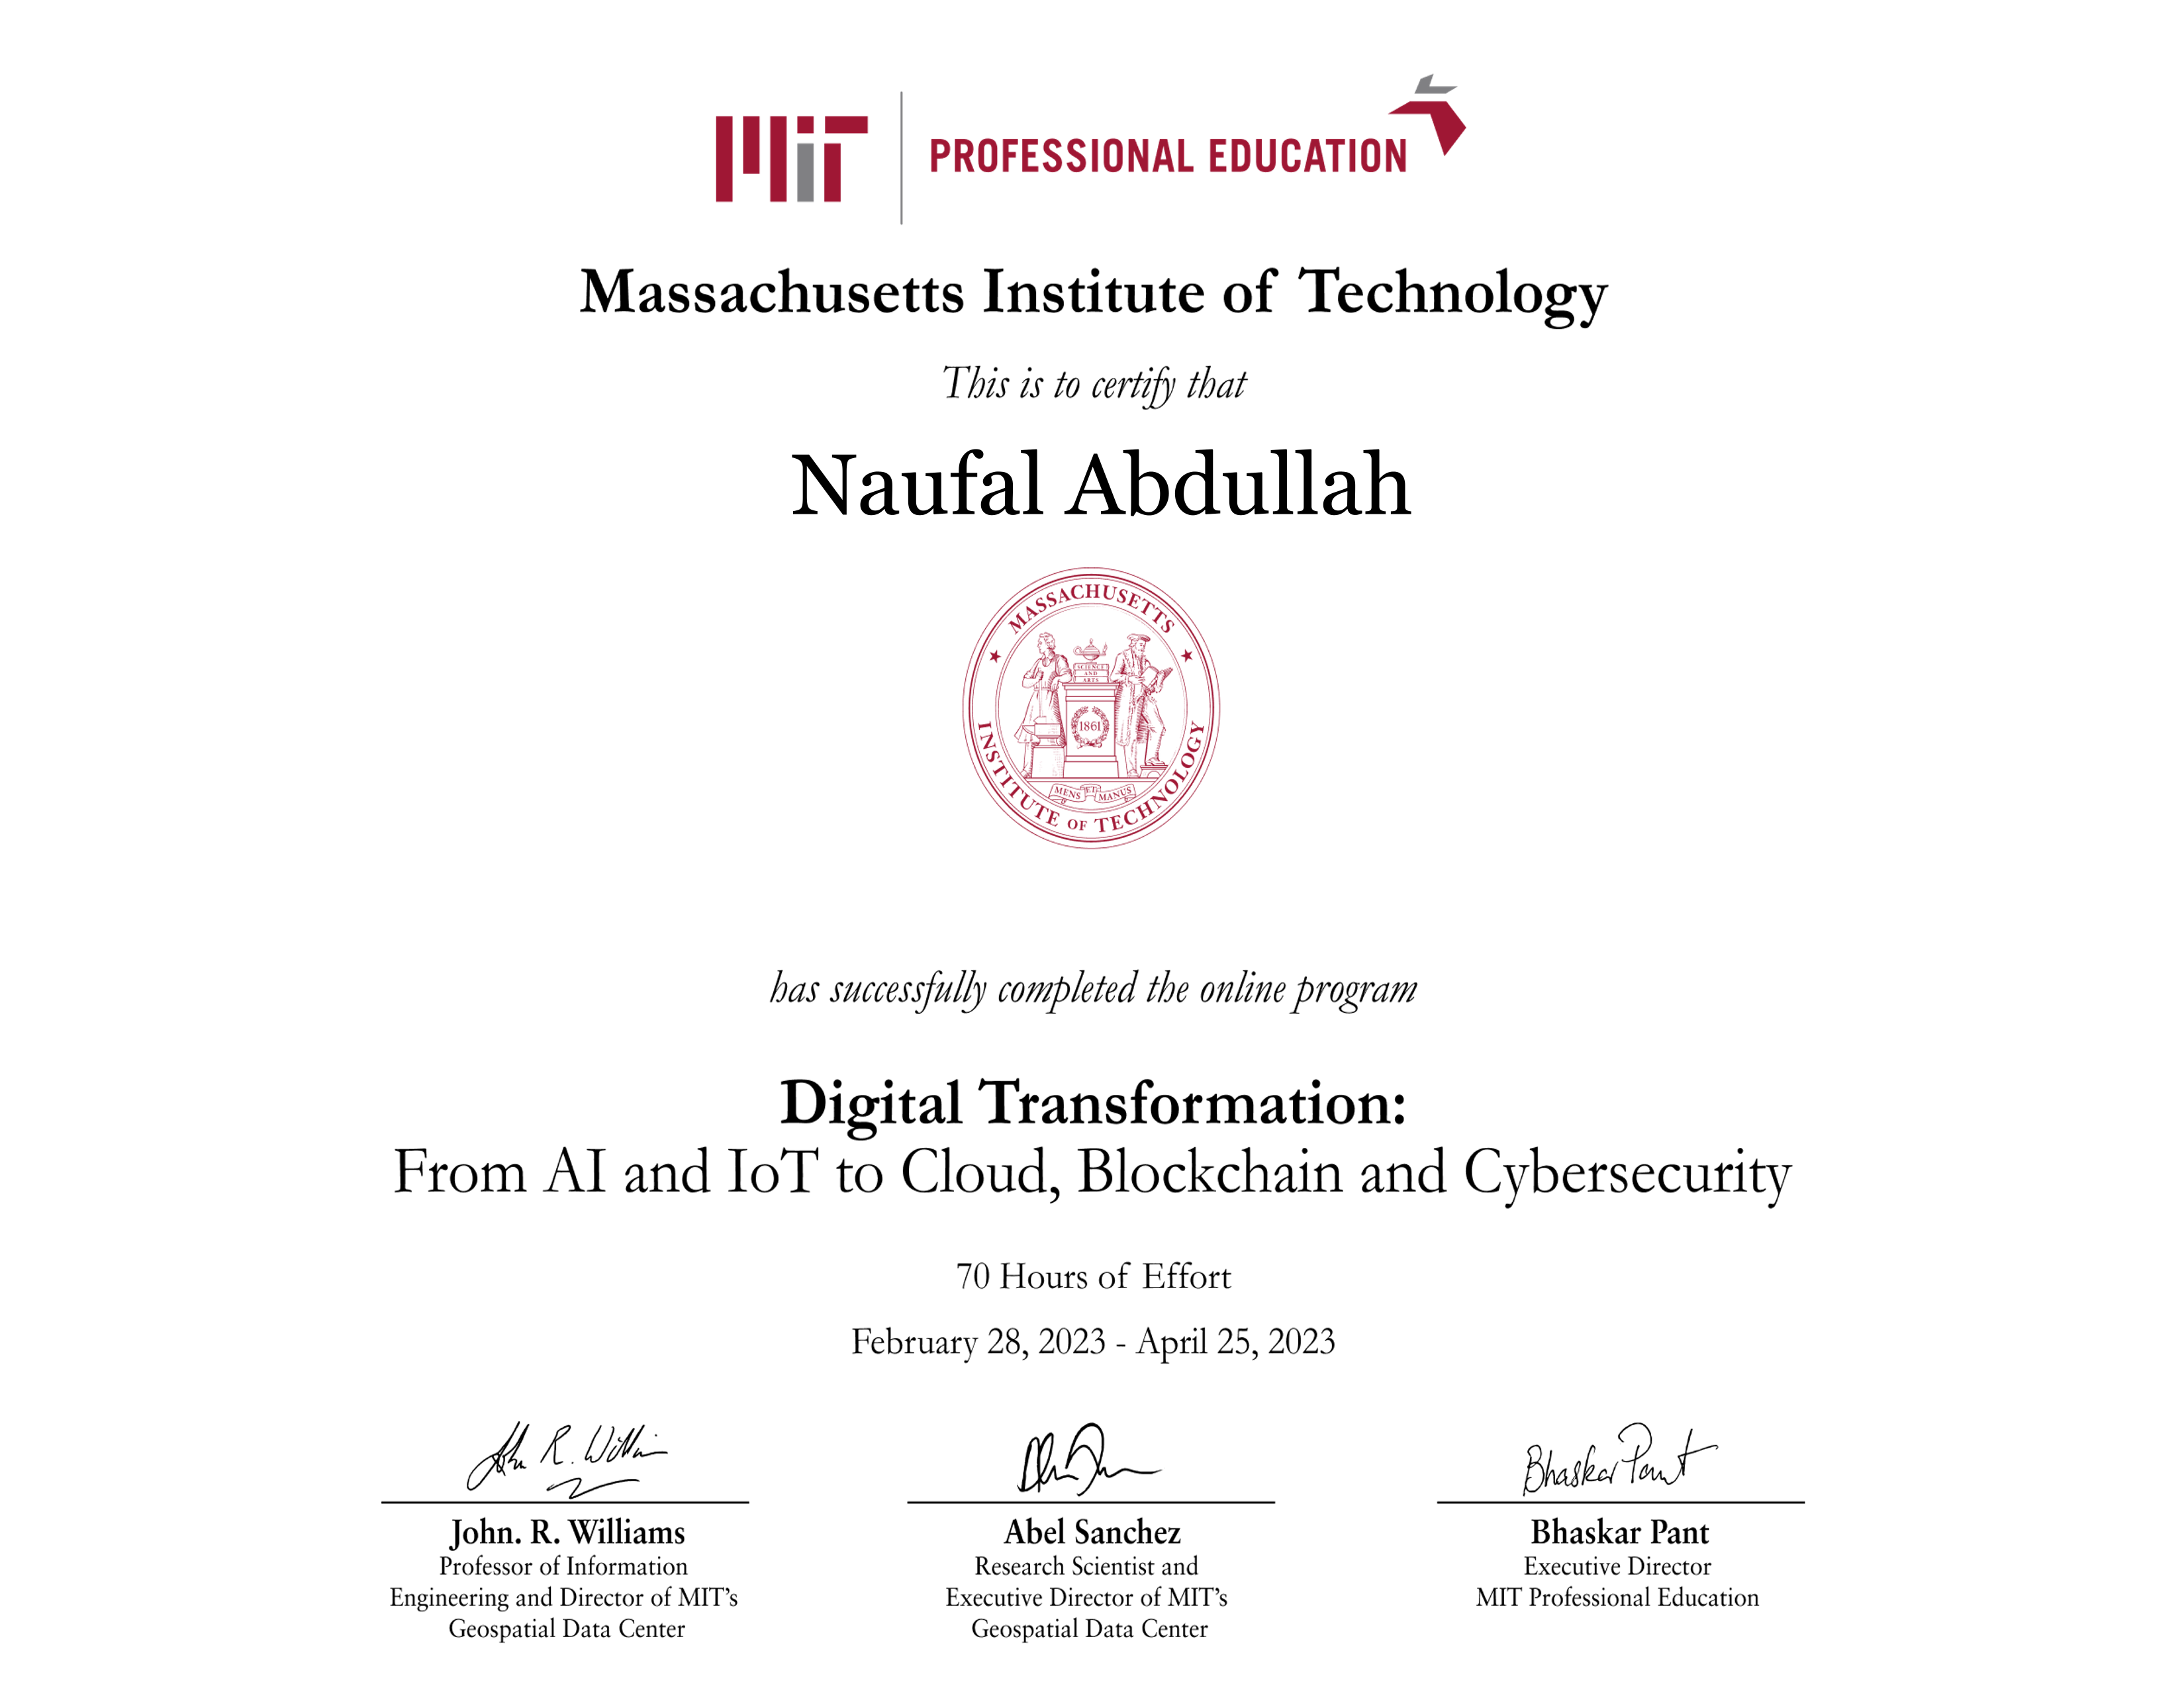 MIT PROFESSIONAL EDUCATION
Massachusetts Institute of Technology
This is to certify that
Naufal Abdullah
MASSACHUSETTS INSTITUTE OF TECHNOLOGY
SCIENCE
AND
ARTS
1861
MENS ET MANUS
has successfully completed the online program
Digital Transformation:
From AI and IoT to Cloud, Blockchain and Cybersecurity
70 Hours of Effort
February 28, 2023 - April 25, 2023
John R. Williams
Bhaskar Pant
John. R. Williams
Professor of Information
Engineering and Director of MIT’s
Geospatial Data Center
Abel Sanchez
Research Scientist and
Executive Director of MIT’s
Geospatial Data Center
Bhaskar Pant
Executive Director
MIT Professional Education